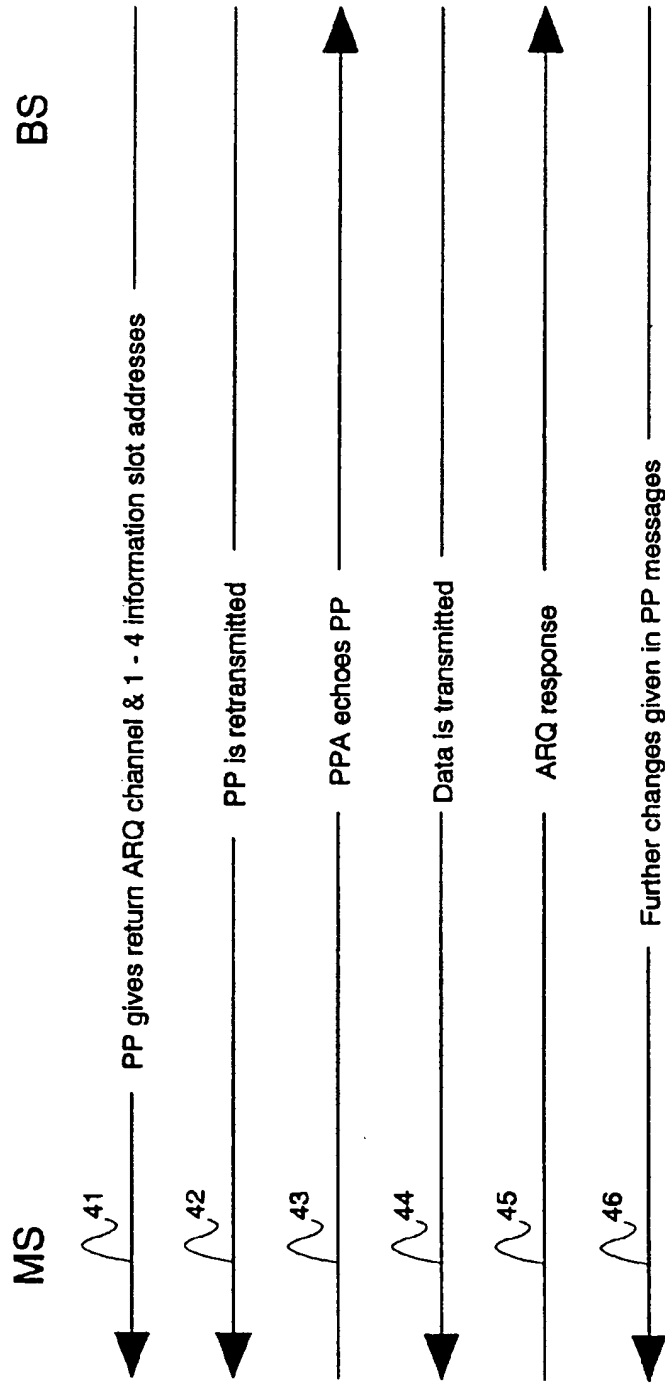 MS BS
41 PP gives return ARQ channel & 1 - 4 information slot addresses
42 PP is retransmitted
43 PPA echoes PP
44 Data is transmitted
45 ARQ response
46 Further changes given in PP messages